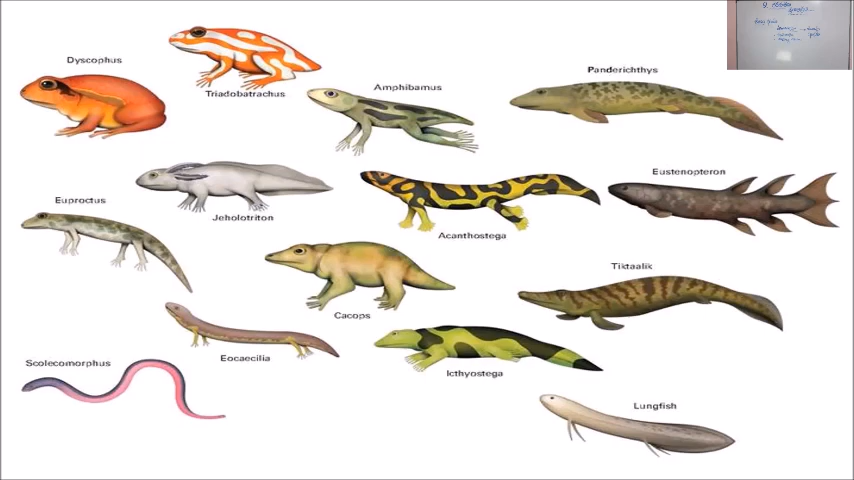 Dyscophus
Triadobatrachus
Amphibamus
Panderichthys
Jeholotriton
Eustenopteron
Euproctus
Acanthostega
Tiktaalik
Cacops
Eocaecilia
Icthyostega
Scolecomorphus
Lungfish